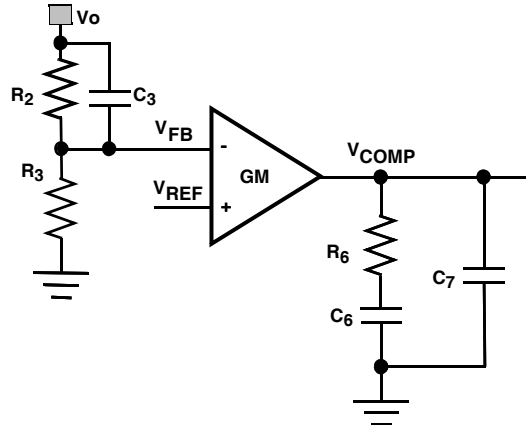 Vo
R2
C3
VFB
-
VCOMP
GM
R3
VREF
+
R6
C7
C6